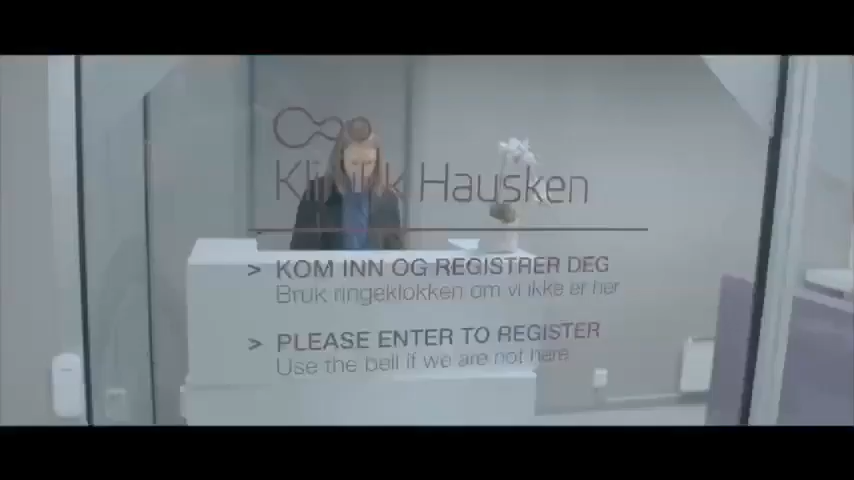 Klinikk Hausken
> KOM INN OG REGISTRER DEG
Bruk ringeklokken om vi ikke er her
> PLEASE ENTER TO REGISTER
Use the bell if we are not here